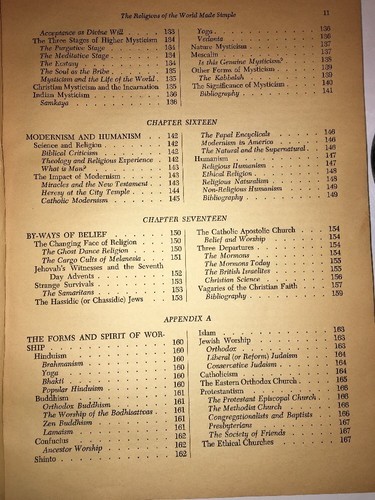 The Religions of the World Made Simple 11
Acceptance as Divine Will 133
The Three Stages of Higher Mysticism 134
The Purgative Stage 134
The Meditative Stage 134
The Ecstasy 134
The Soul as the Bride 135
Mysticism and the Life of the World 135
Christian Mysticism and the Incarnation 135
Indian Mysticism 136
Samkaya 136
Yoga 136
Vedanta 136
Nature Mysticism 137
Mescalin 137
Is this Genuine Mysticism? 138
Other Forms of Mysticism 139
The Kabbalah 139
The Significance of Mysticism 140
Bibliography 141
CHAPTER SIXTEEN
MODERNISM AND HUMANISM 142
Science and Religion 142
Biblical Criticism 142
Theology and Religious Experience 142
What is Man? 143
The Impact of Modernism 143
Miracles and the New Testament 143
Heresy of the City Temple 144
Catholic Modernism 145
The Papal Encyclicals 146
Modernism in America 146
The Natural and the Supernatural 146
Humanism 147
Religious Humanism 147
Ethical Religion 148
Religious Naturalism 148
Non-Religious Humanism 149
Bibliography 149
CHAPTER SEVENTEEN
BY-WAYS OF BELIEF 150
The Changing Face of Religion 150
The Ghost Dance Religion 150
The Cargo Cults of Melanesia 151
Jehovah's Witnesses and the Seventh
Day Advents 152
Strange Survivals 153
The Samaritans 153
The Hassidic (or Chassidic) Jews 153
The Catholic Apostolic Church 154
Belief and Worship 154
Three Departures 154
The Mormons 154
The Mormons Today 155
The British Israelites 155
Christian Science 156
Vagaries of the Christian Faith 157
Bibliography 159
APPENDIX A
THE FORMS AND SPIRIT OF WOR-
SHIP 160
Hinduism 160
Brahmanism 160
Yoga 160
Bhakti 160
Popular Hinduism 160
Buddhism 161
Orthodox Buddhism 161
The Worship of the Bodhisattvas 161
Zen Buddhism 161
Lamaism 161
Confucius 162
Ancestor Worship 162
Shinto 162
Islam 163
Jewish Worship 163
Orthodox 163
Liberal (or Reform) Judaism 164
Conservative Judaism 164
Catholicism 164
The Eastern Orthodox Church 165
Protestantism 166
The Protestant Episcopal Church 166
The Methodist Church 166
Congregationalists and Baptists 166
Presbyterians 167
The Society of Friends 167
The Ethical Churches 167